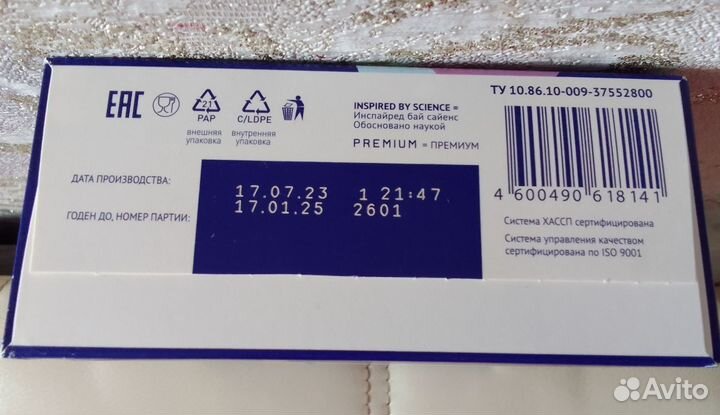 ТУ 10.86.10-009-37552800
EAC
21
PAP
внешняя
упаковка
C/LDPE
внутренняя
упаковка
INSPIRED BY SCIENCE =
Инспайред бай сайенс
Обосновано наукой
PREMIUM = ПРЕМИУМ
ДАТА ПРОИЗВОДСТВА:
17.07.23 1 21:47
ГОДЕН ДО, НОМЕР ПАРТИИ:
17.01.25 2601
4 600490 618141
Система ХАССП сертифицирована
Система управления качеством
сертифицирована по ISO 9001
Avito